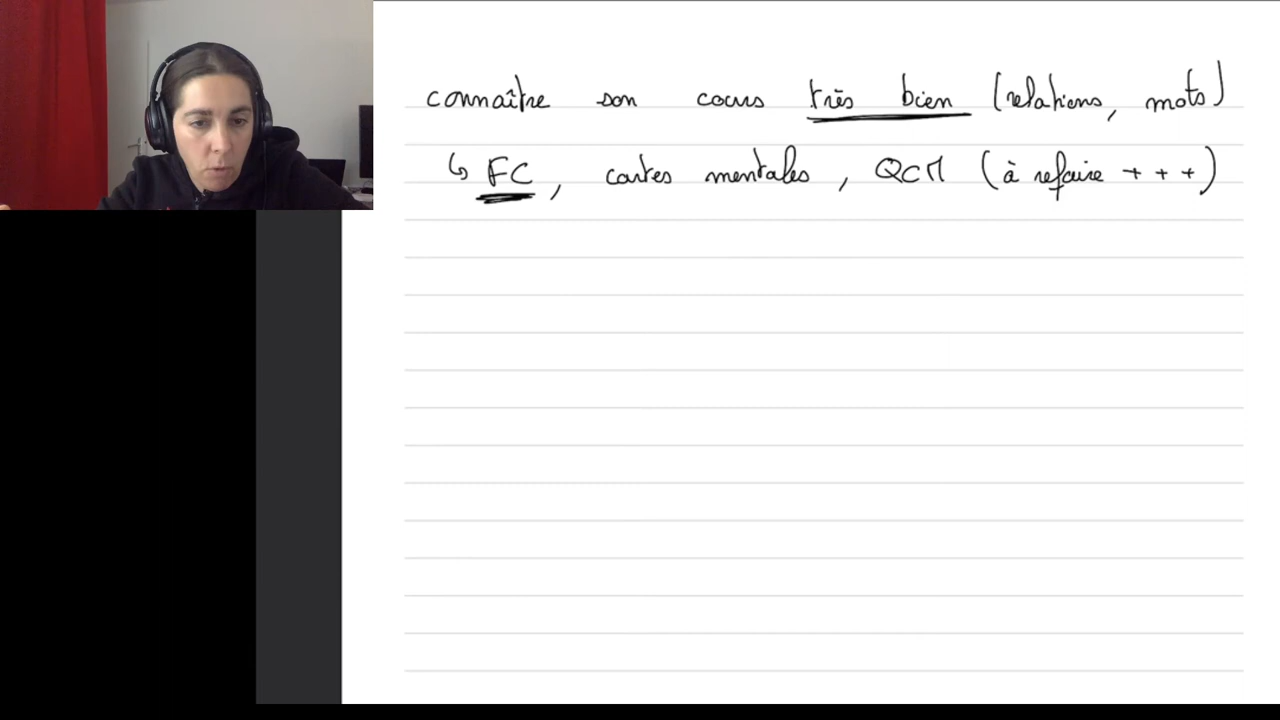 connaître son cours très bien (relations, mots)
↳ FC, cartes mentales, QCM (à refaire + + +)